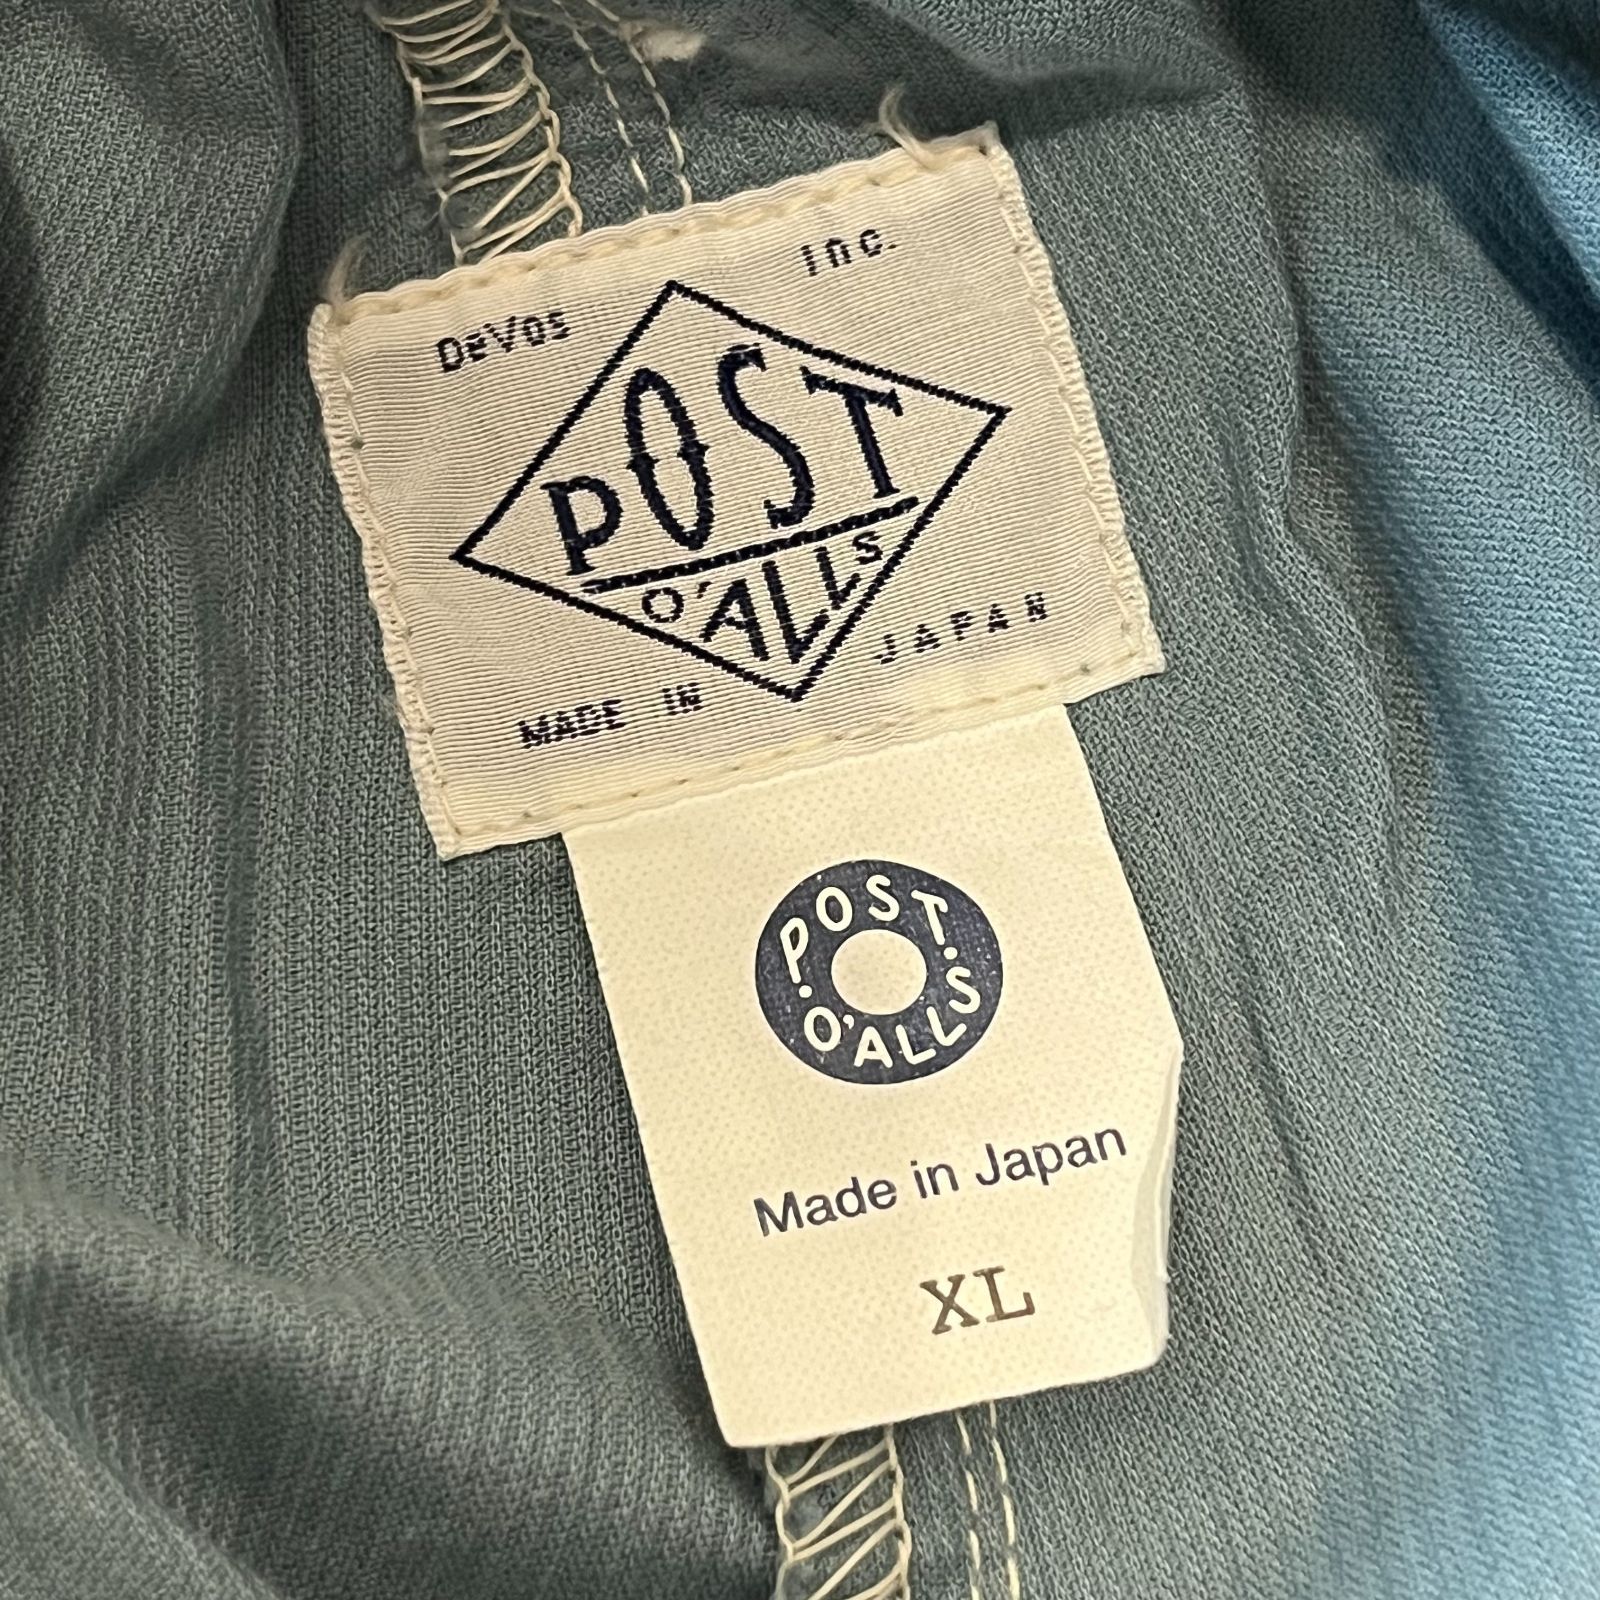 DeVos Inc.
POST
O'ALLS
MADE IN JAPAN
POST.
O'ALLS.
Made in Japan
XL